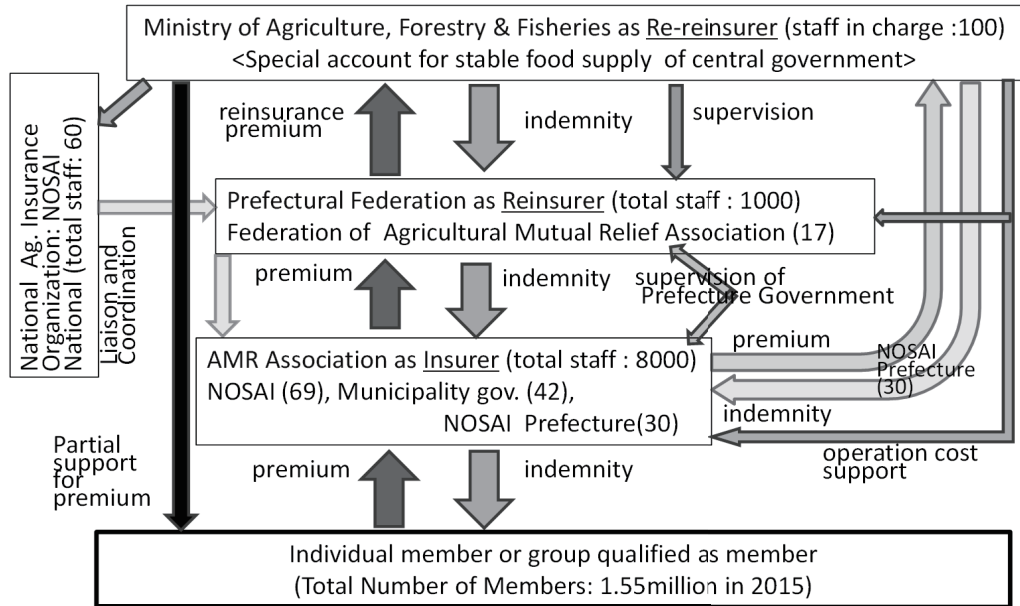 Ministry of Agriculture, Forestry & Fisheries as Re-reinsurer (staff in charge :100)
<Special account for stable food supply of central government>
National Ag. Insurance
Organization: NOSAI
National (total staff: 60)
Liaison and
Coordination
reinsurance
premium
indemnity
supervision
Prefectural Federation as Reinsurer (total staff : 1000)
Federation of Agricultural Mutual Relief Association (17)
premium
indemnity
supervision of
Prefecture Government
AMR Association as Insurer (total staff : 8000)
NOSAI (69), Municipality gov. (42),
NOSAI Prefecture(30)
premium
NOSAI
Prefecture
(30)
indemnity
operation cost
support
Partial
support
for
premium
premium
indemnity
Individual member or group qualified as member
(Total Number of Members: 1.55million in 2015)